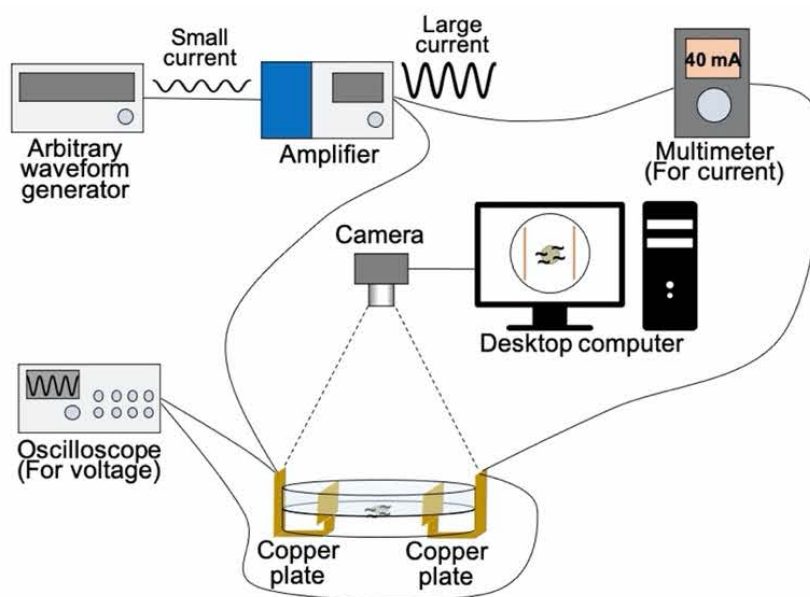 Small
current
Large
current
40 mA
Arbitrary
waveform
generator
Amplifier
Multimeter
(For current)
Camera
Desktop computer
Oscilloscope
(For voltage)
Copper
plate
Copper
plate